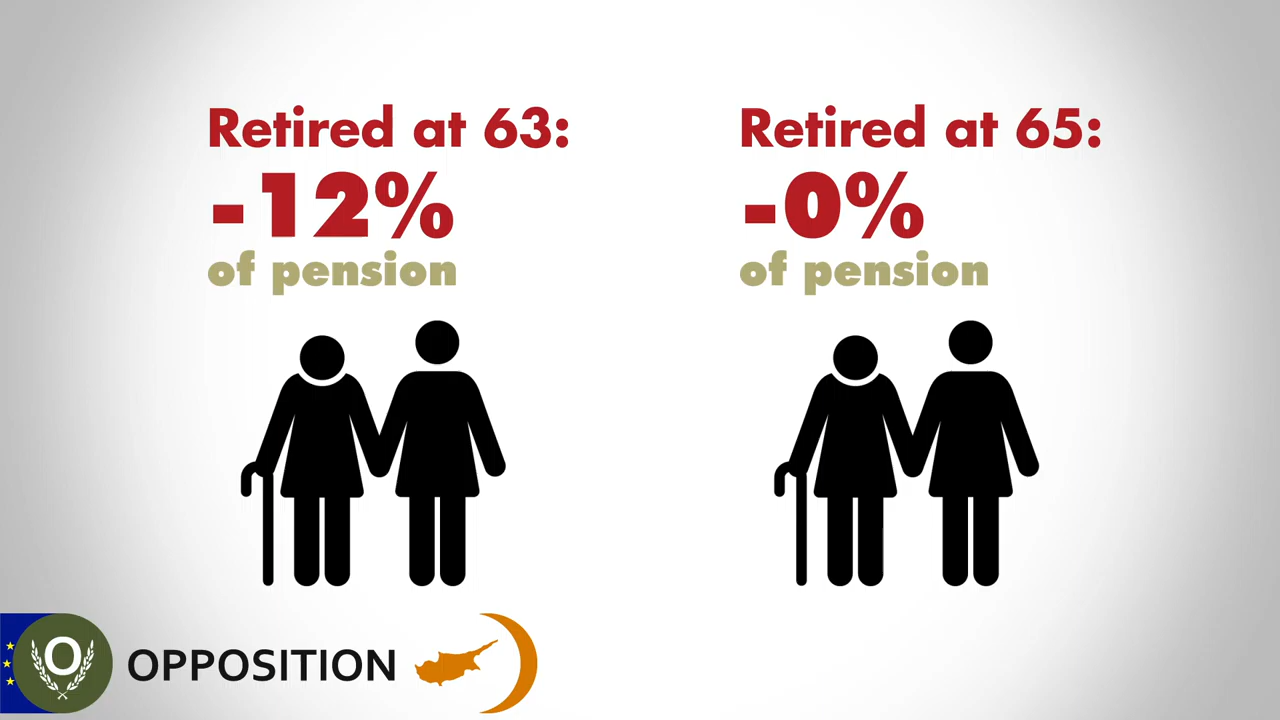 Retired at 63:
-12%
of pension
Retired at 65:
-0%
of pension
O
OPPOSITION